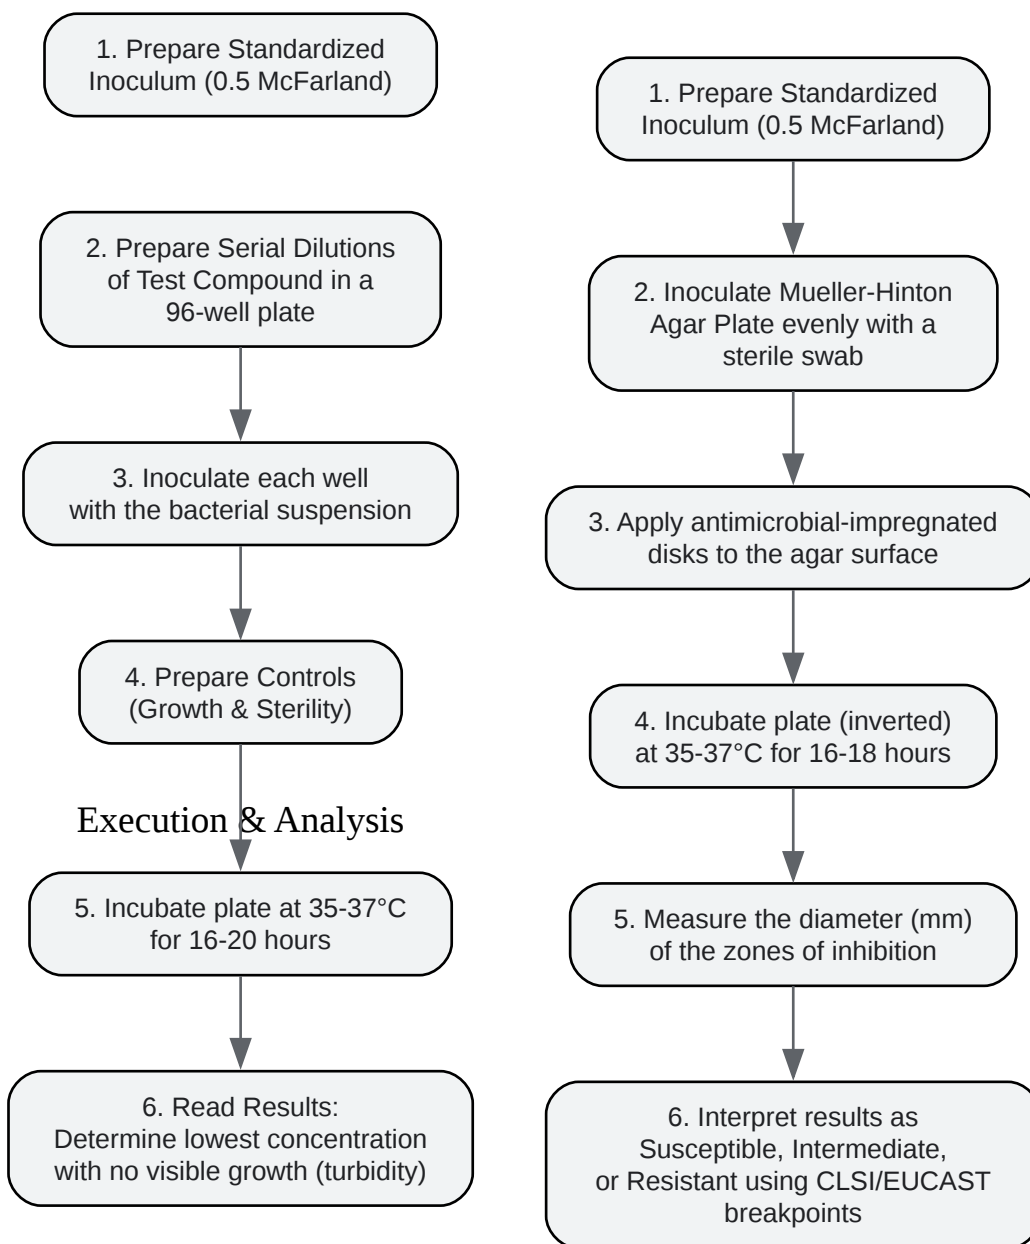 1. Prepare Standardized
Inoculum (0.5 McFarland)
2. Prepare Serial Dilutions
of Test Compound in a
96-well plate
3. Inoculate each well
with the bacterial suspension
4. Prepare Controls
(Growth & Sterility)
Execution & Analysis
5. Incubate plate at 35-37°C
for 16-20 hours
6. Read Results:
Determine lowest concentration
with no visible growth (turbidity)
1. Prepare Standardized
Inoculum (0.5 McFarland)
2. Inoculate Mueller-Hinton
Agar Plate evenly with a
sterile swab
3. Apply antimicrobial-impregnated
disks to the agar surface
4. Incubate plate (inverted)
at 35-37°C for 16-18 hours
5. Measure the diameter (mm)
of the zones of inhibition
6. Interpret results as
Susceptible, Intermediate,
or Resistant using CLSI/EUCAST
breakpoints